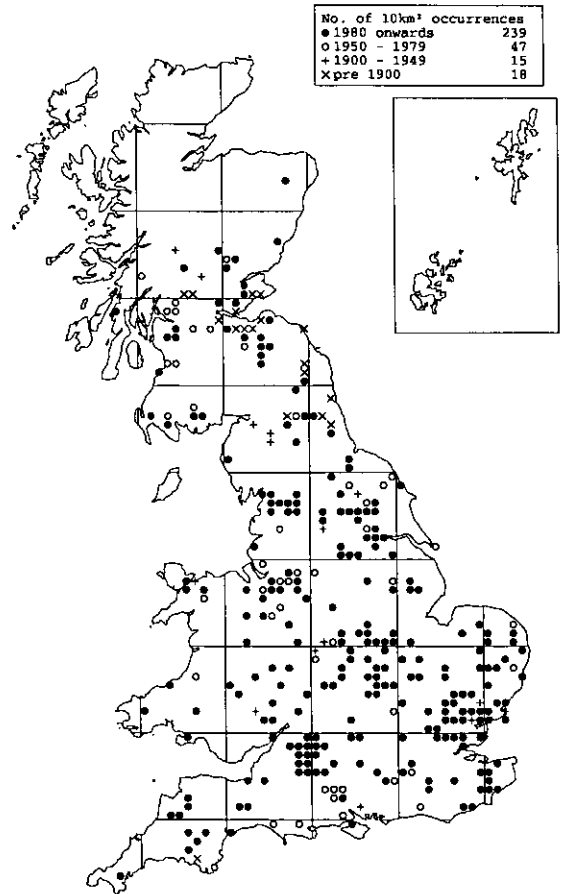 No. of 10km² occurrences
● 1980 onwards 239
○ 1950 - 1979 47
+ 1900 - 1949 15
× pre 1900 18